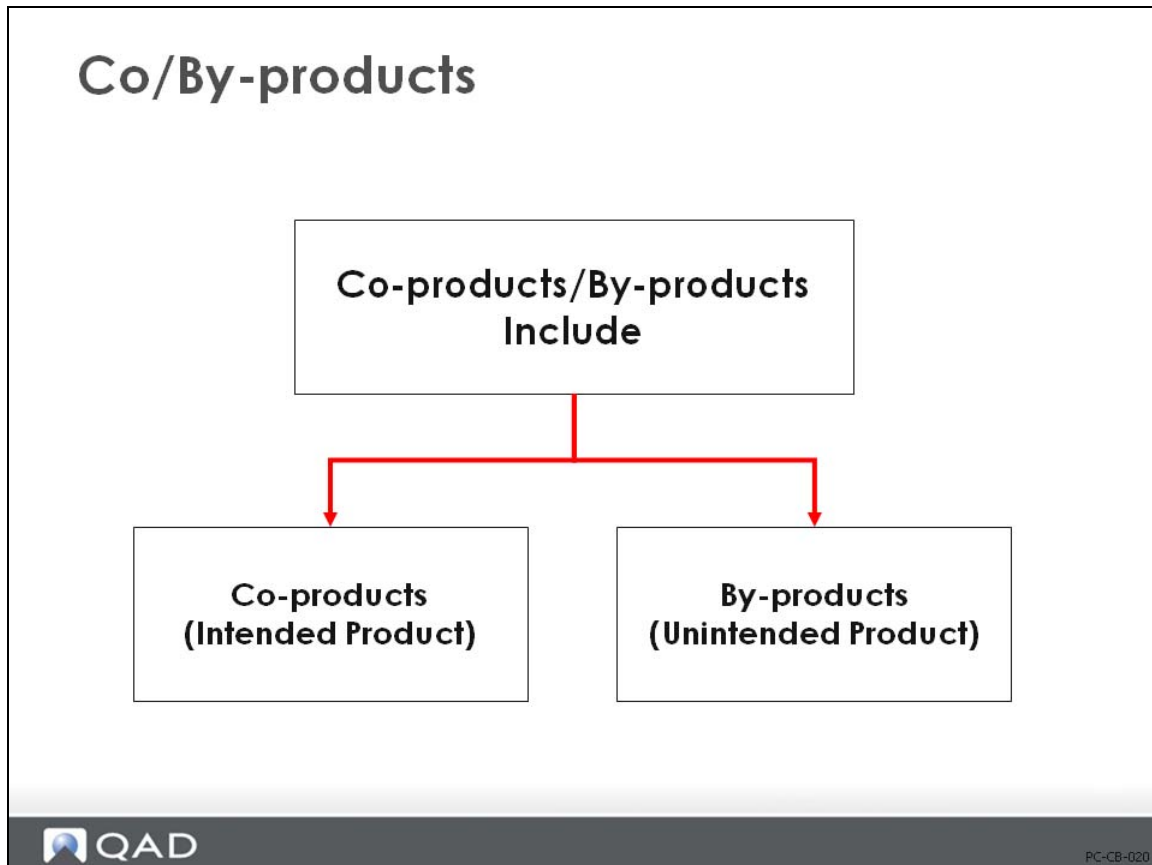 Co/By-products
Co-products/By-products
Include
Co-products
(Intended Product)
By-products
(Unintended Product)
QAD
PC-CB-020